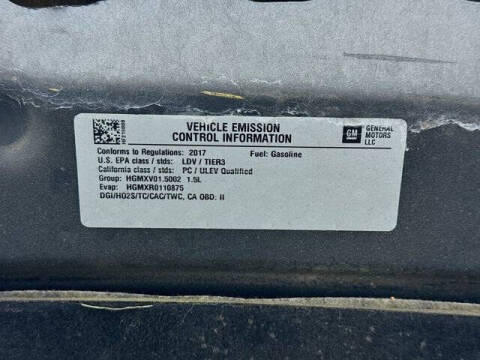 VEHICLE EMISSION
CONTROL INFORMATION
GM
GENERAL
MOTORS
LLC
Conforms to Regulations: 2017 Fuel: Gasoline
U.S. EPA class / stds: LDV / TIER3
California class / stds: PC / ULEV Qualified
Group: HGMXV01.5002 1.5L
Evap: HGMXR0110875
DGI/HO2S/TC/CAC/TWC, CA OBD: II